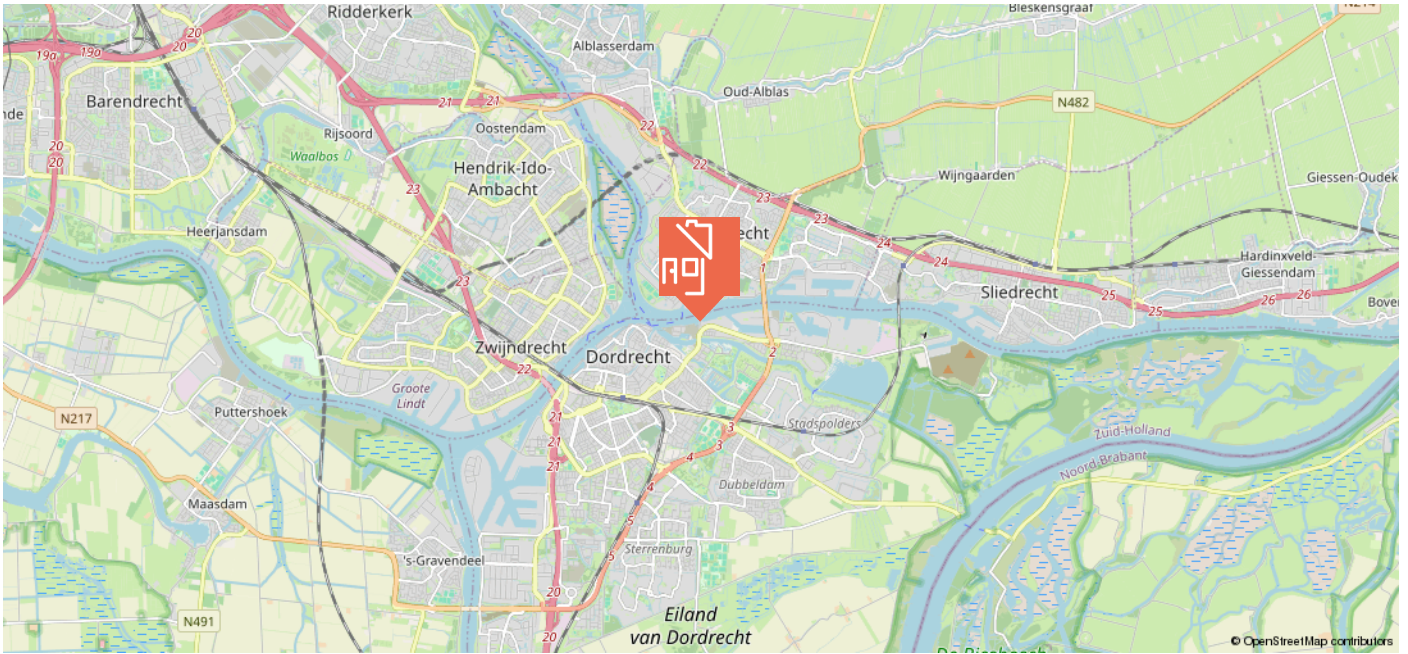 Ridderkerk
Bleskensgraaf
20
20
19a
19a
Alblasserdam
Barendrecht
21
21
Oud-Alblas
N482
22
Oostendam
Rijsoord
Waalbos
20
20
22
Hendrik-Ido-
Ambacht
Wijngaarden
Giessen-Oudek
23
23
23
Heerjansdam
echt
24
24
Hardinxveld-
Giessendam
1
23
Sliedrecht
25
25
26
26
Bove
Zwijndrecht
Dordrecht
2
22
Groote
Lindt
Puttershoek
N217
21
21
21
Stadspolders
3
3
4
4
Zuid-Holland
Noord-Brabant
Dubbeldam
Maasdam
5
5
Sterrenburg
's-Gravendeel
20
20
N491
Eiland
van Dordrecht
© OpenStreetMap contributors